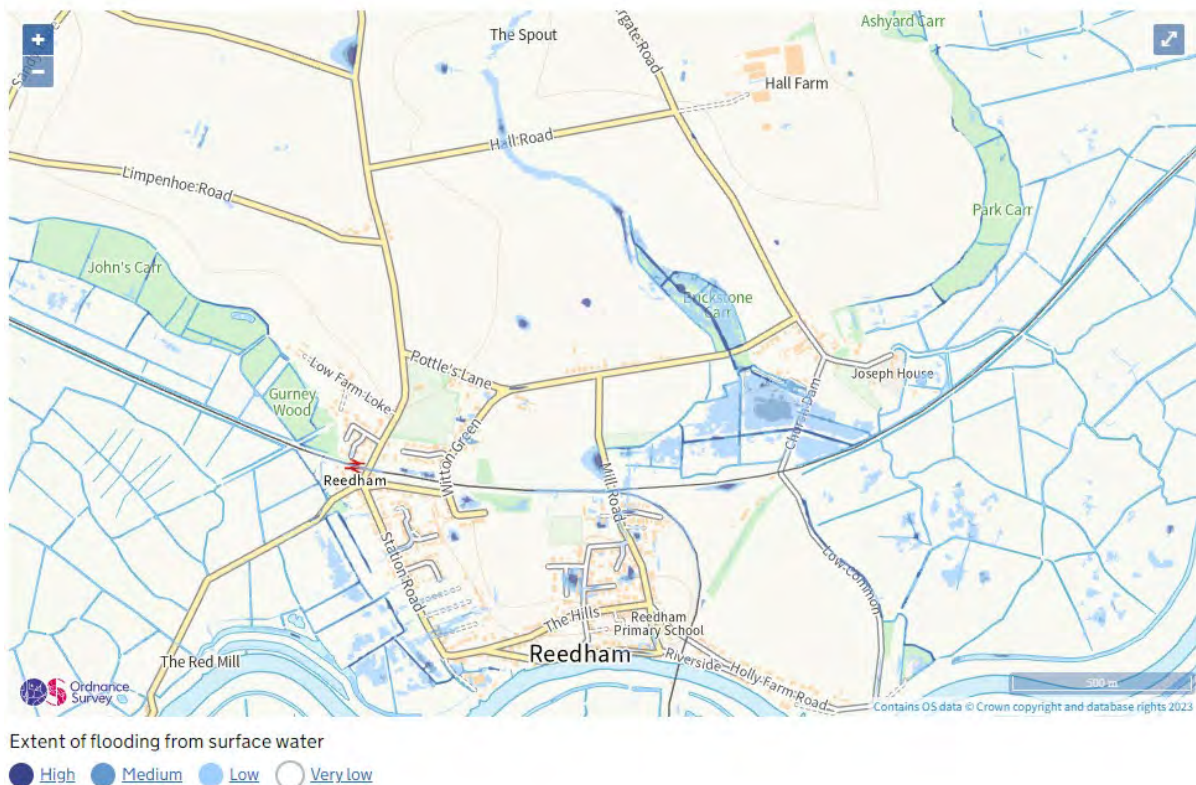 +
−
The Spout
Ashyard Carr
Hall Farm
Hall Road
Limpenhoe Road
Park Carr
John's Carr
Brickstone
Carr
Pottle's Lane
Low Farm Loke
Joseph House
Gurney
Wood
Church Dam
Witton Green
Reedham
Mill Road
Station Road
Low Common
The Hills
Reedham
Primary School
Reedham
The Red Mill
Riverside
Holly Farm Road
Ordnance
Survey
500 m
Contains OS data © Crown copyright and database rights 2023
Extent of flooding from surface water
High Medium Low Very low